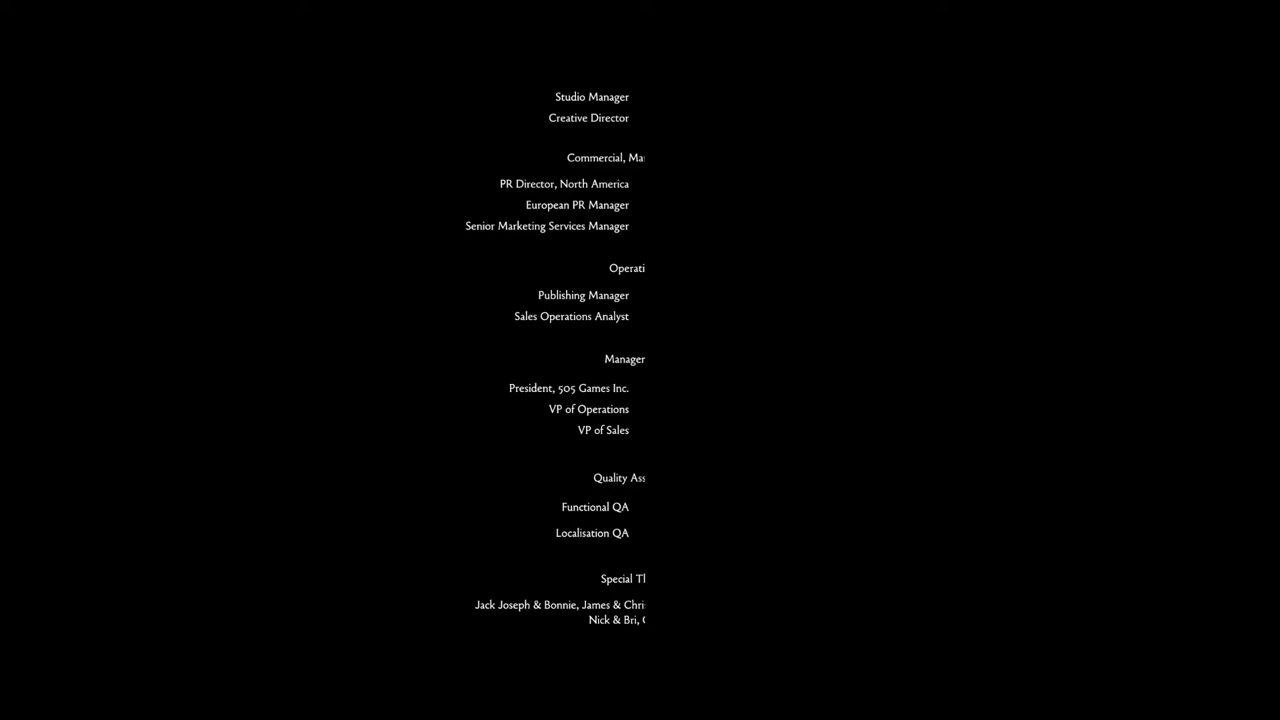 Studio Manager
Creative Director
Commercial, Ma
PR Director, North America
European PR Manager
Senior Marketing Services Manager
Operati
Publishing Manager
Sales Operations Analyst
Manager
President, 505 Games Inc.
VP of Operations
VP of Sales
Quality Ass
Functional QA
Localisation QA
Special T
Jack Joseph & Bonnie, James & Chri
Nick & Bri,